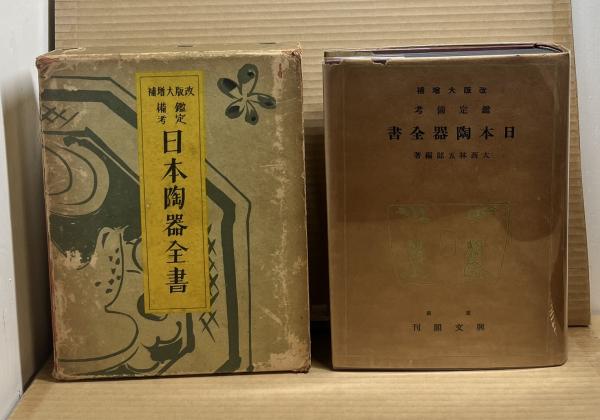 補増大版改
鑑定
備考
日本陶器全書
補増大版改
考備定鑑
書全器陶本日
著編郎五林西大
京東
刊閣文興